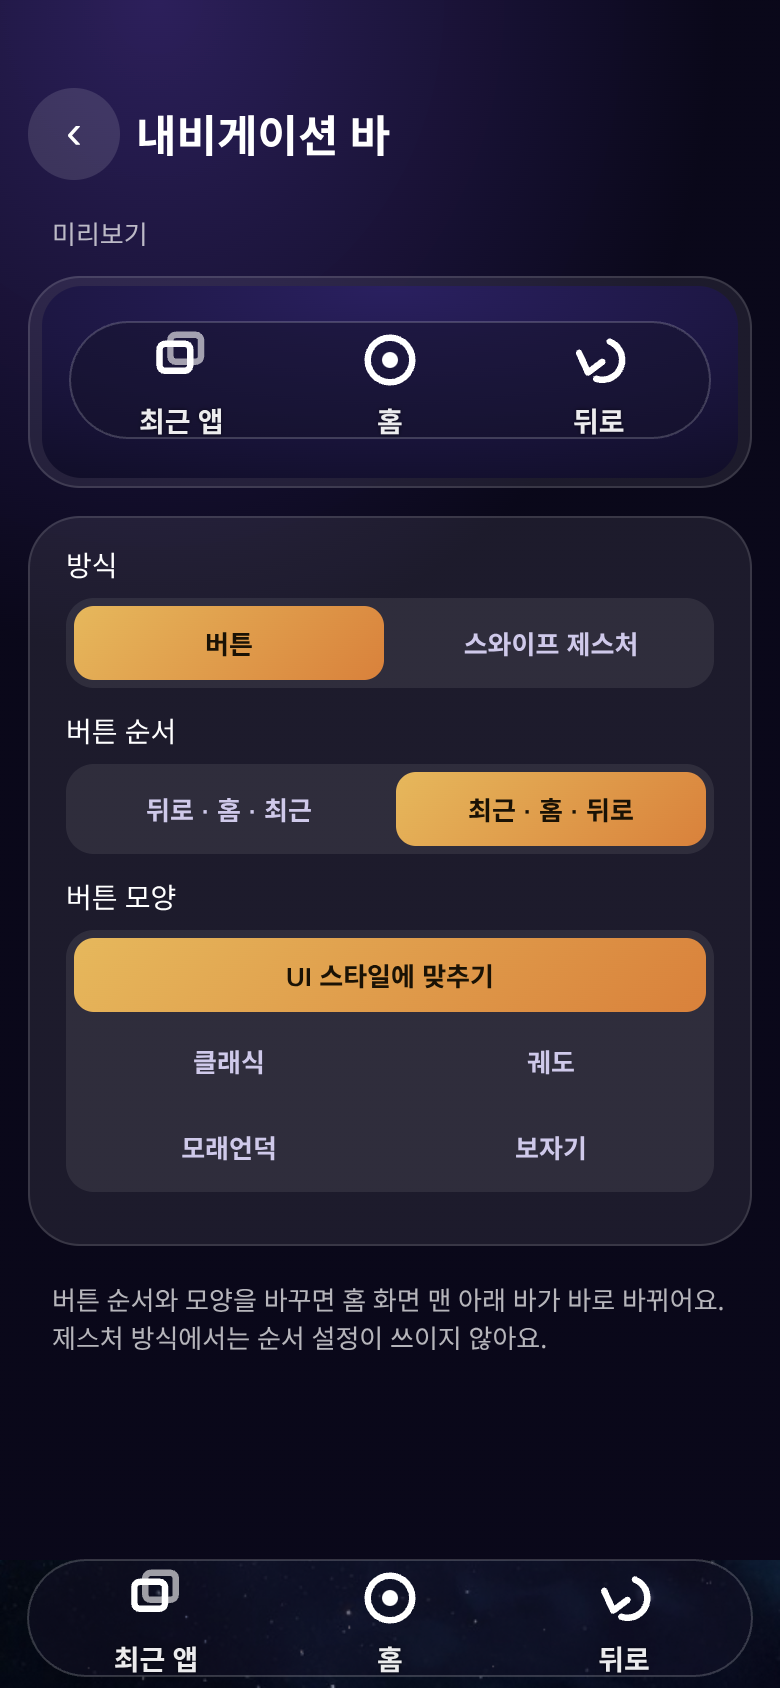 내비게이션 바
미리보기
최근 앱 홈 뒤로
방식
버튼 스와이프 제스처
버튼 순서
뒤로 · 홈 · 최근 최근 · 홈 · 뒤로
버튼 모양
UI 스타일에 맞추기
클래식 궤도
모래언덕 보자기
버튼 순서와 모양을 바꾸면 홈 화면 맨 아래 바가 바로 바뀌어요.
제스처 방식에서는 순서 설정이 쓰이지 않아요.
최근 앱 홈 뒤로